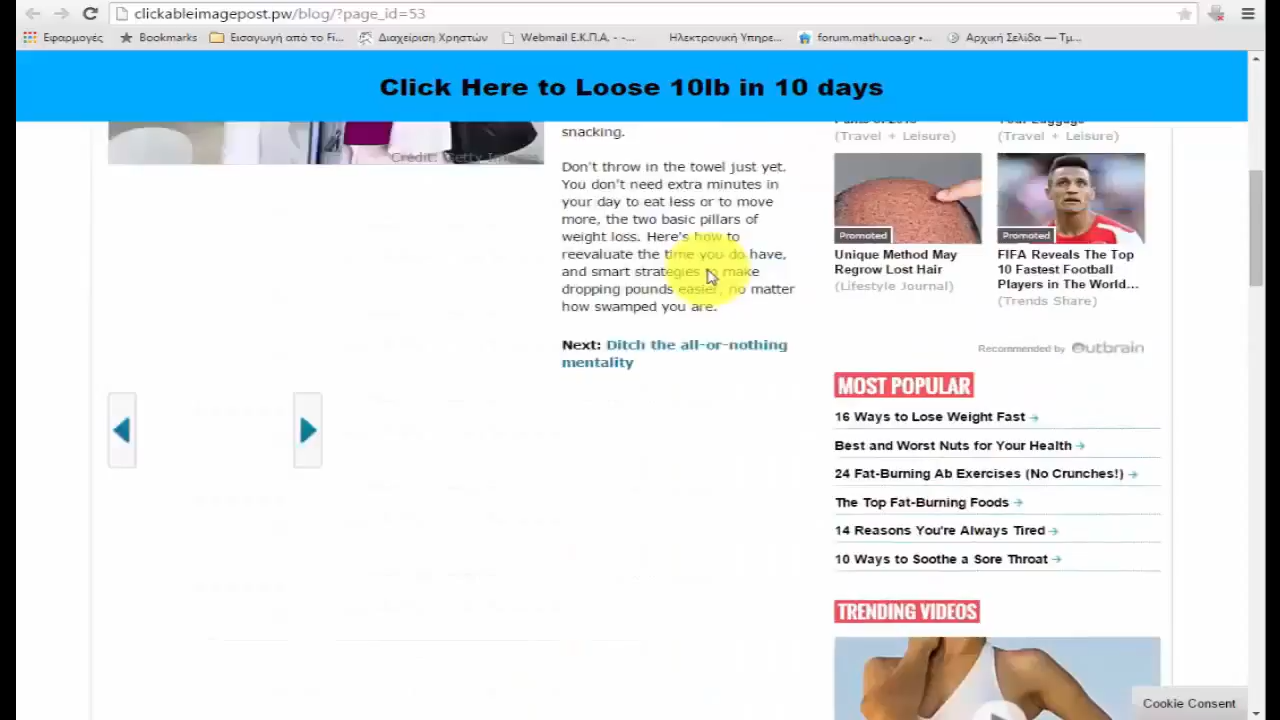 clickableimagepost.pw/blog/?page_id=53
Εφαρμογές
Bookmarks
Εισαγωγή από το Fi...
Διαχείριση Χρηστών
Webmail Ε.Κ.Π.Α. - -...
Ηλεκτρονική Υπηρε...
forum.math.uoa.gr •...
Αρχική Σελίδα — Τμ...
Click Here to Loose 10lb in 10 days
snacking.
Don't throw in the towel just yet.
You don't need extra minutes in
your day to eat less or to move
more, the two basic pillars of
weight loss. Here's how to
reevaluate the time you do have,
and smart strategies to make
dropping pounds easier, no matter
how swamped you are.
Next: Ditch the all-or-nothing
mentality
Credit: Getty
(Travel + Leisure)
(Travel + Leisure)
Promoted
Unique Method May
Regrow Lost Hair
(Lifestyle Journal)
Promoted
FIFA Reveals The Top
10 Fastest Football
Players in The World...
(Trends Share)
Recommended by Outbrain
MOST POPULAR
16 Ways to Lose Weight Fast →
Best and Worst Nuts for Your Health →
24 Fat-Burning Ab Exercises (No Crunches!) →
The Top Fat-Burning Foods →
14 Reasons You're Always Tired →
10 Ways to Soothe a Sore Throat →
TRENDING VIDEOS
Cookie Consent